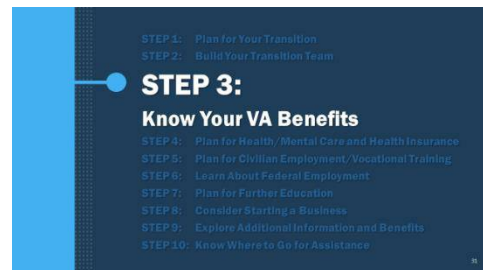 STEP 1: Plan for Your Transition
STEP 2: Build Your Transition Team
STEP 3:
Know Your VA Benefits
STEP 4: Plan for Health/Mental Care and Health Insurance
STEP 5: Plan for Civilian Employment/Vocational Training
STEP 6: Learn About Federal Employment
STEP 7: Plan for Further Education
STEP 8: Consider Starting a Business
STEP 9: Explore Additional Information and Benefits
STEP 10: Know Where to Go for Assistance
31